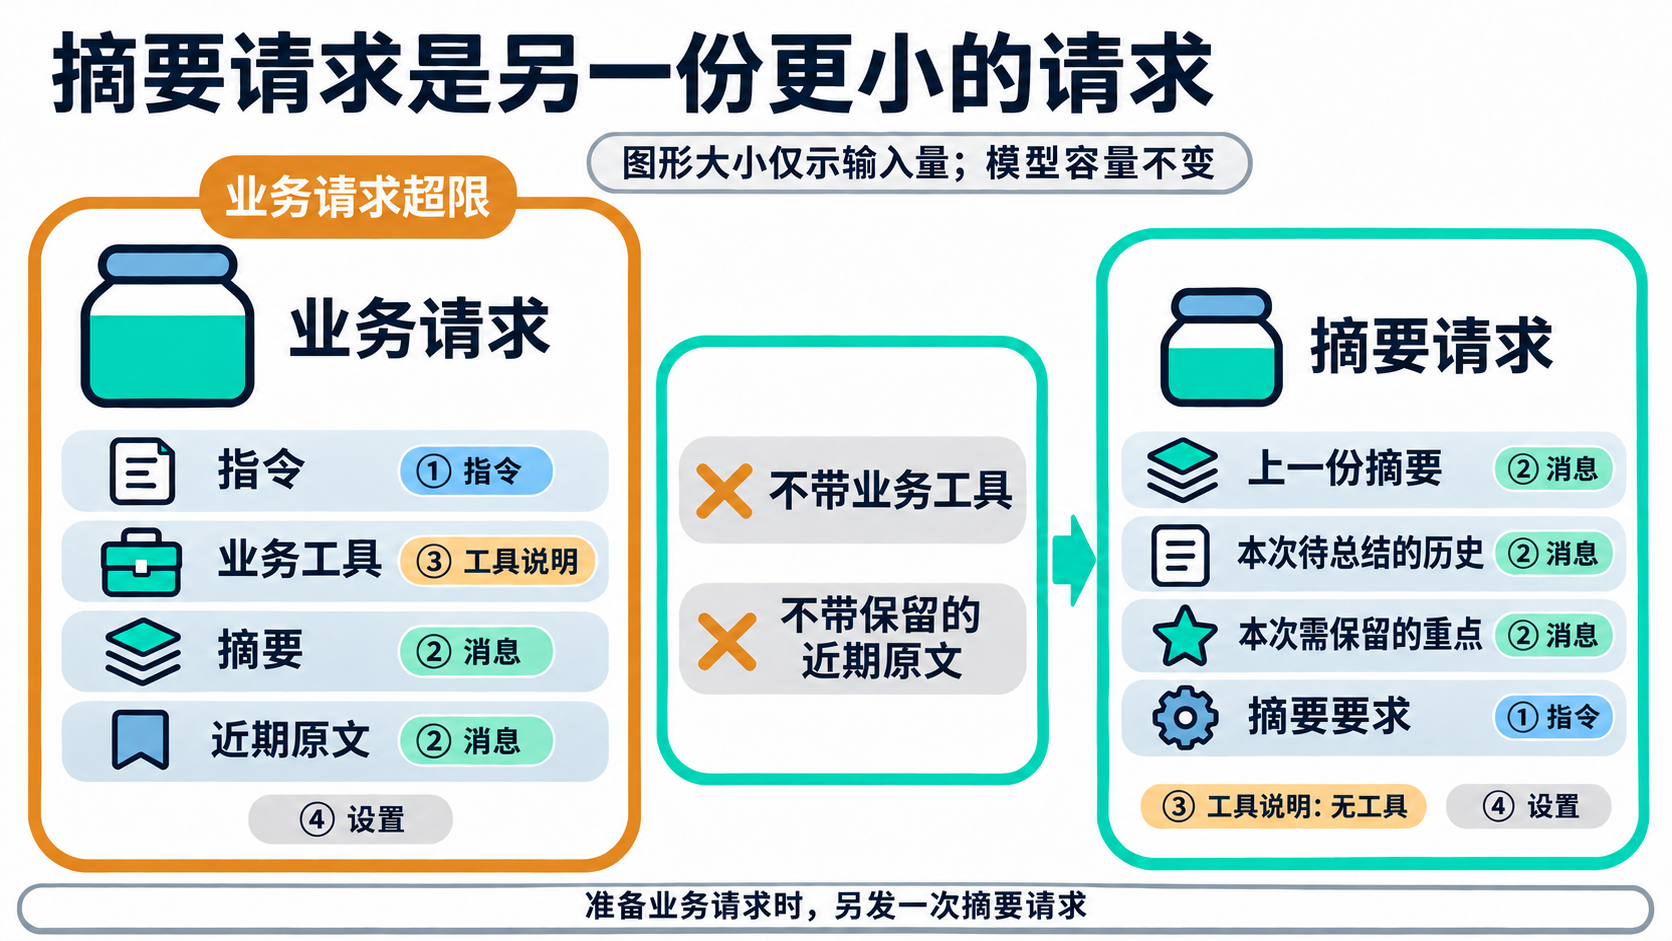 摘要请求是另一份更小的请求
图形大小仅示输入量；模型容量不变
业务请求超限
业务请求
指令
① 指令
业务工具
③ 工具说明
摘要
② 消息
近期原文
② 消息
④ 设置
不带业务工具
不带保留的
近期原文
摘要请求
上一份摘要
② 消息
本次待总结的历史
② 消息
本次需保留的重点
② 消息
摘要要求
① 指令
③ 工具说明: 无工具
④ 设置
准备业务请求时，另发一次摘要请求